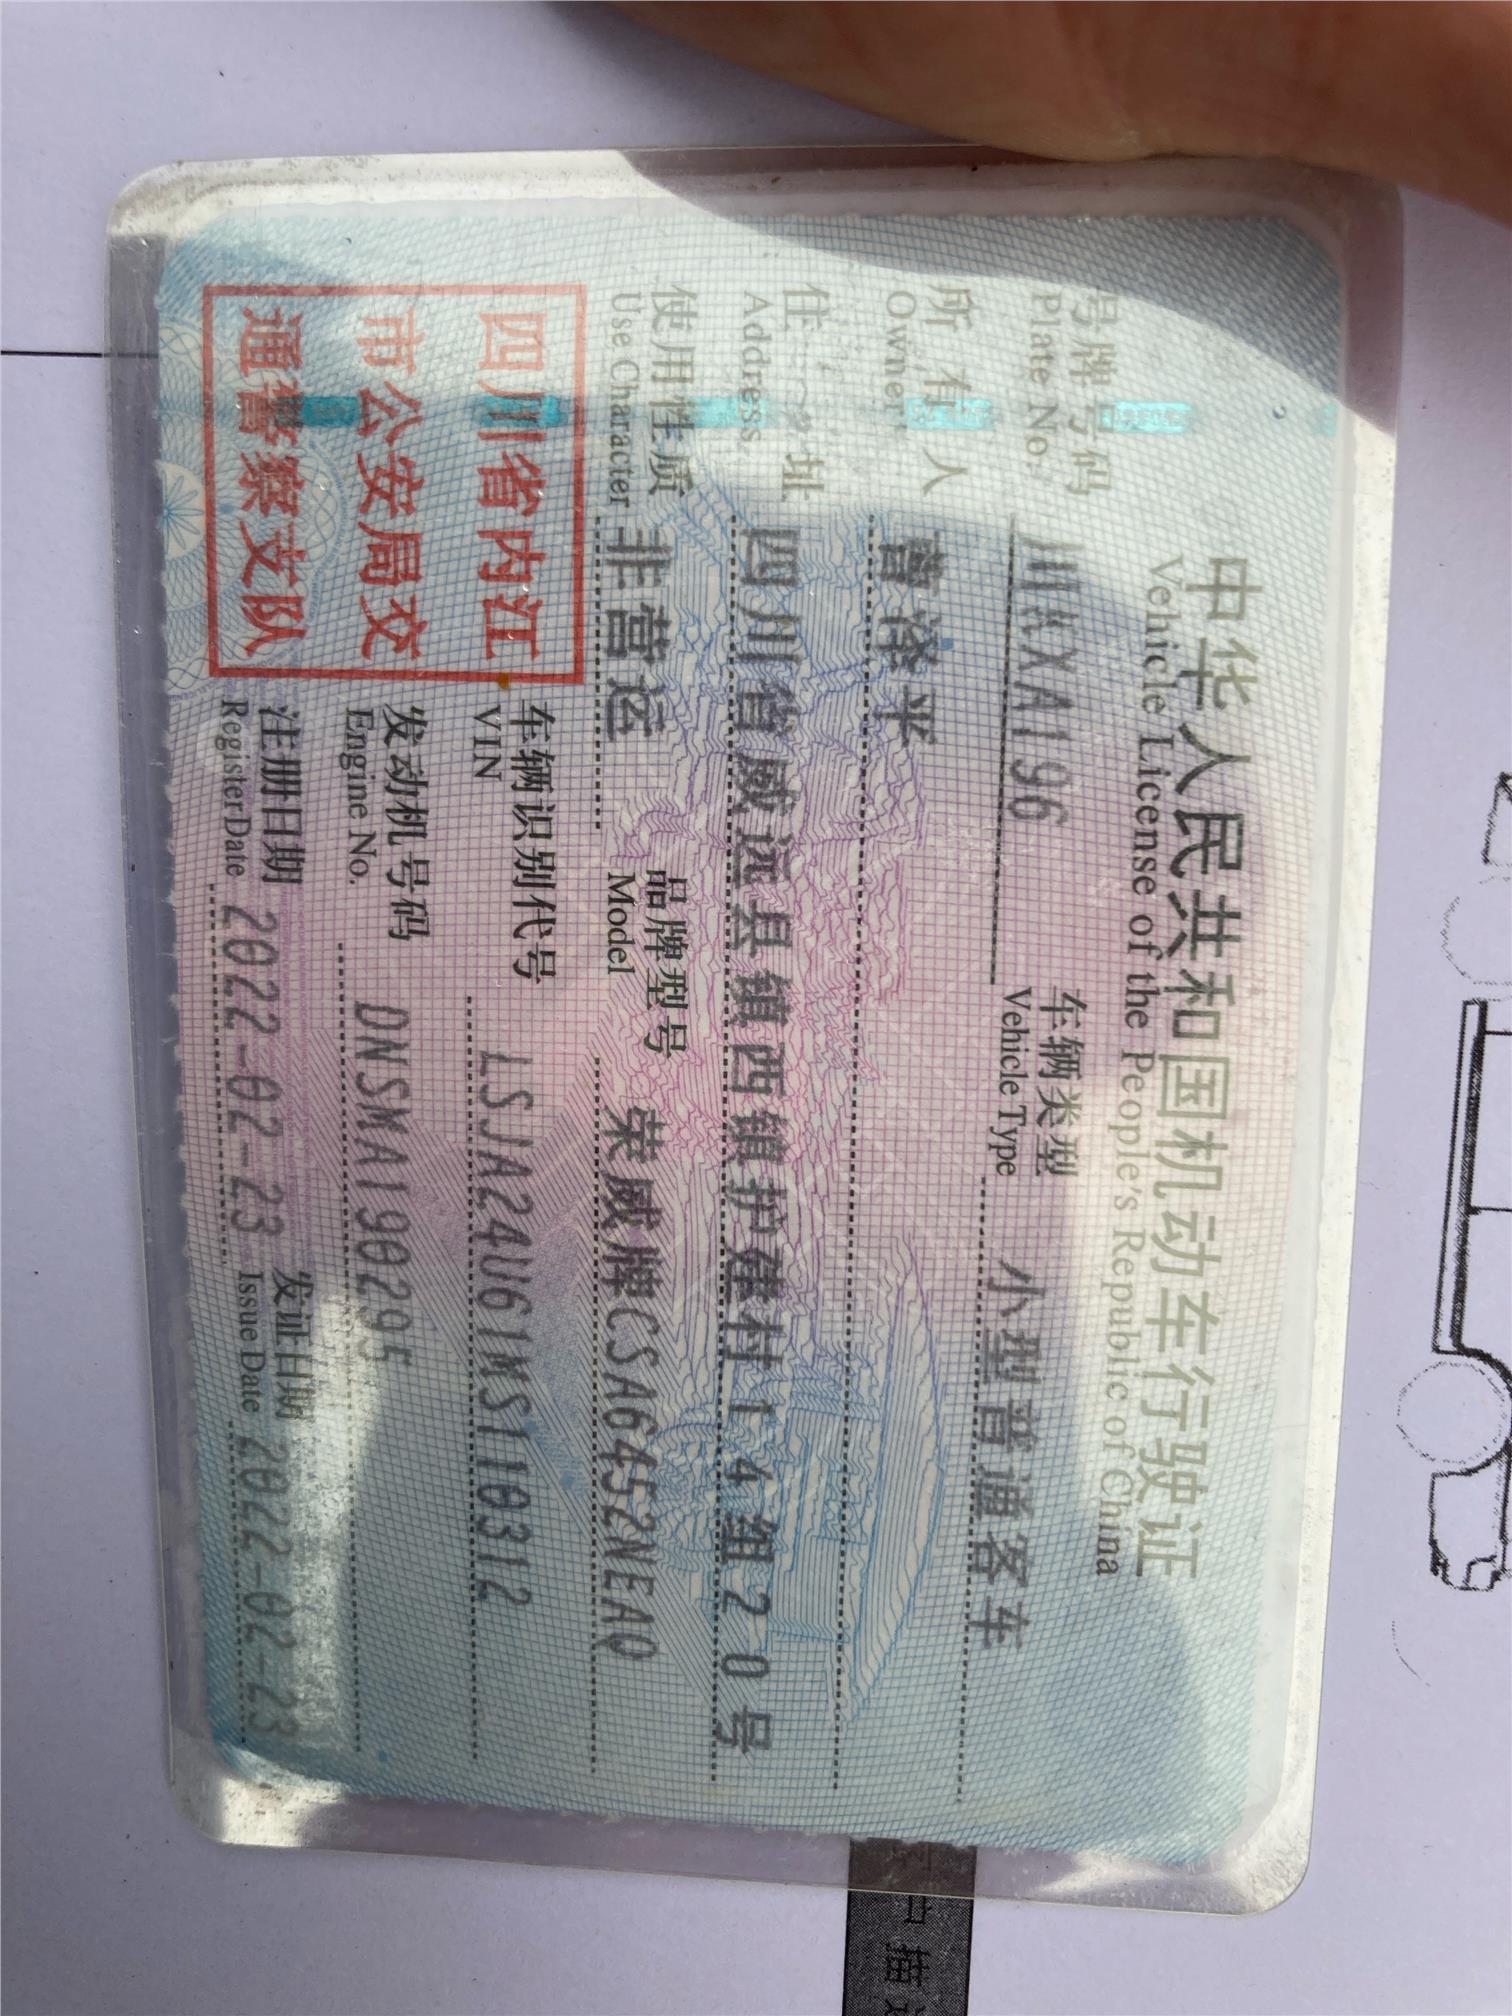 中华人民共和国机动车行驶证
Vehicle License of the People's Republic of China
号牌号码 川KXA196 车辆类型 小型普通客车
Plate No. Vehicle Type
所有人 曹泽平
Owner
住址 四川省威远县镇西镇护建村14组20号
Address
使用性质 非营运 品牌型号 荣威牌CSA6452NEAQ
Use Character Model
四川省内江
市公安局交
通警察支队
车辆识别代号 LSJA24U61MS110312
VIN
发动机号码 DNSMA190295
Engine No.
注册日期 2022-02-23 发证日期 2022-02-23
Register Date Issue Date
户描